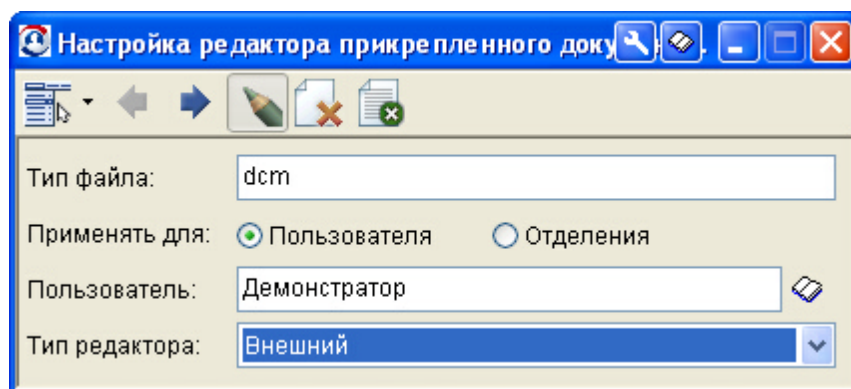 Настройка редактора прикрепленного доку
Тип файла: dcm
Применять для: Пользователя Отделения
Пользователь: Демонстратор
Тип редактора: Внешний